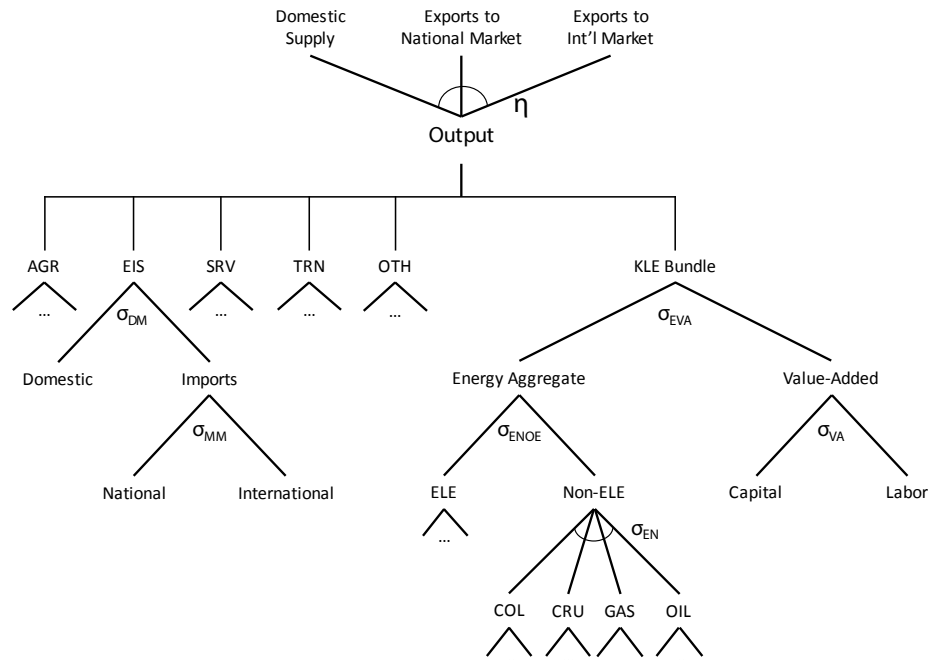 Domestic
Supply
Exports to
National Market
Exports to
Int'l Market
η
Output
AGR
EIS
SRV
TRN
OTH
KLE Bundle
...
σDM
...
...
...
σEVA
Domestic
Imports
Energy Aggregate
Value-Added
σMM
σENOE
σVA
National
International
ELE
Non-ELE
Capital
Labor
...
σEN
COL
CRU
GAS
OIL